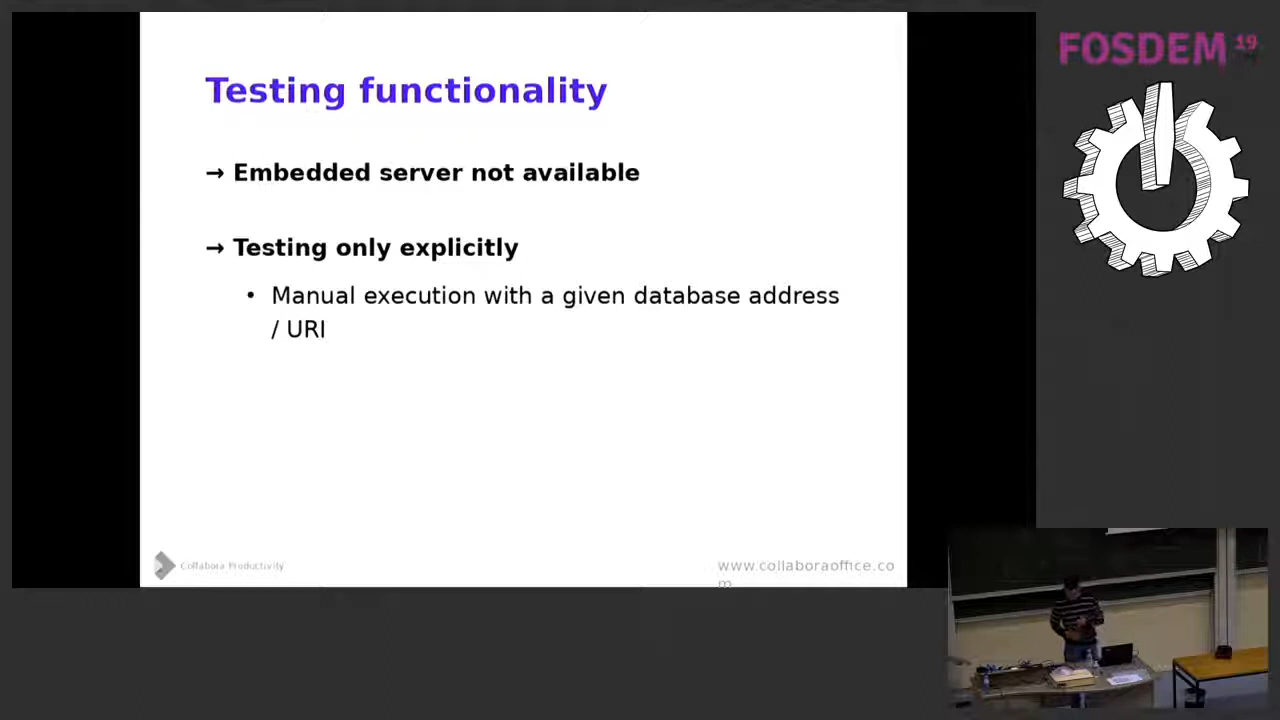 FOSDEM 19
Testing functionality
→ Embedded server not available
→ Testing only explicitly
• Manual execution with a given database address
/ URI
Collabora Productivity
www.collaboraoffice.co
m